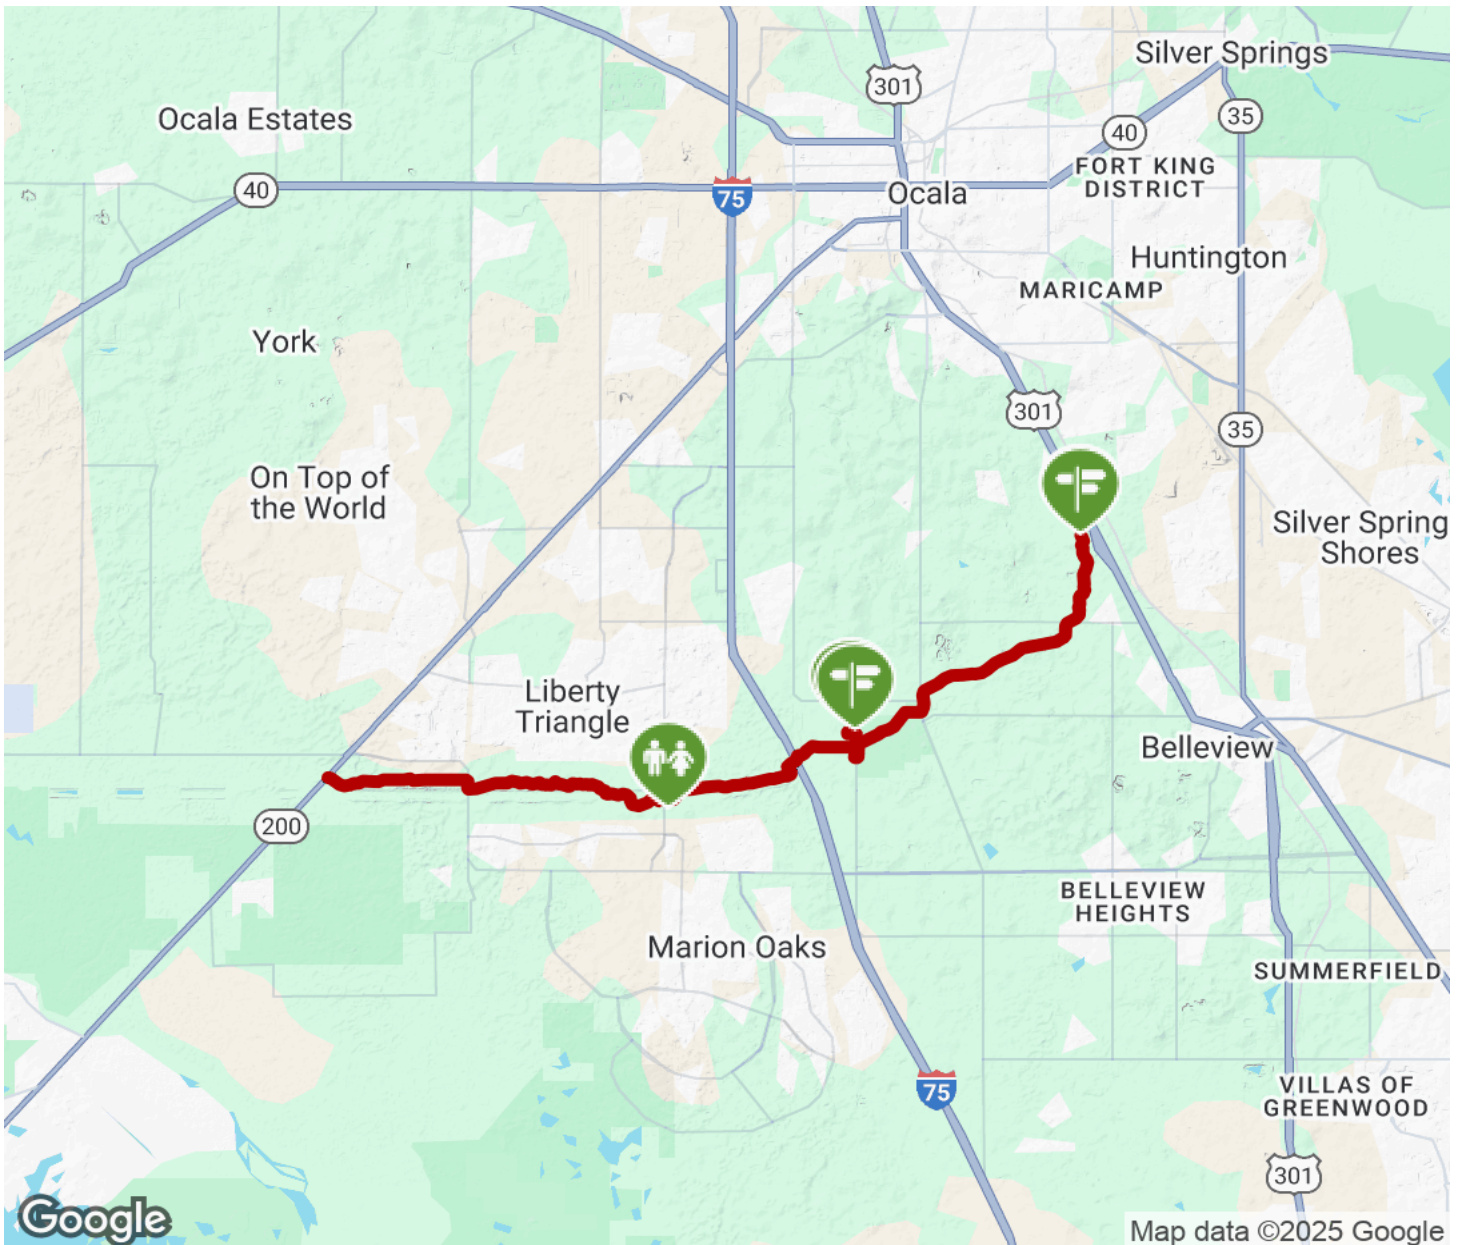 Silver Springs
301
35
Ocala Estates
40
FORT KING
DISTRICT
40
75
Ocala
Huntington
MARICAMP
York
301
35
On Top of
the World
Silver Spring
Shores
Liberty
Triangle
Belleview
200
BELLEVIEW
HEIGHTS
Marion Oaks
SUMMERFIELD
75
VILLAS OF
GREENWOOD
301
Google
Map data ©2025 Google